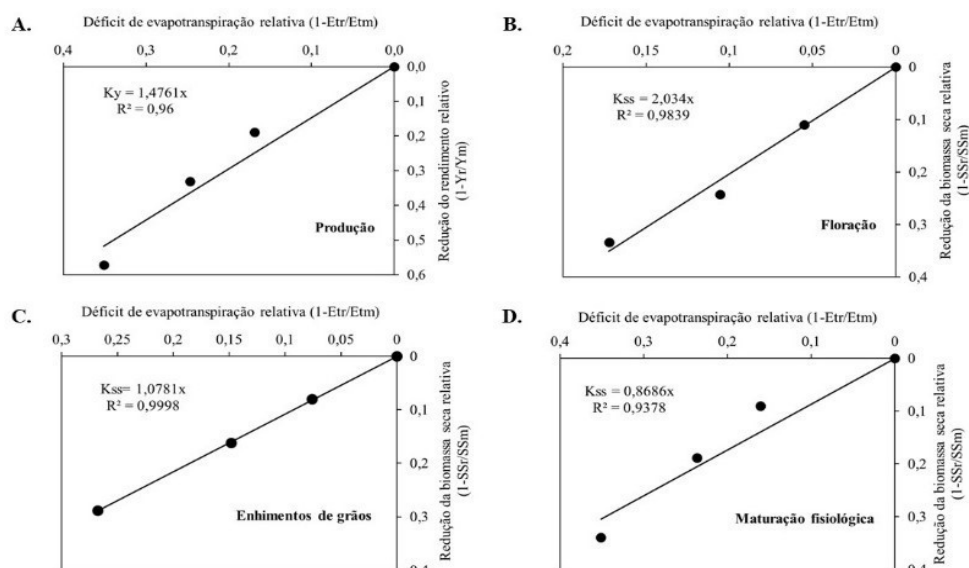 A.
Déficit de evapotranspiração relativa (1-Etr/Etm)
0,4 0,3 0,2 0,1 0,0
0,0
0,1
0,2
0,3
0,4
0,5
0,6
Ky = 1,4761x
R² = 0,96
Produção
Redução do rendimento relativo
(1-Yr/Ym)
B.
Déficit de evapotranspiração relativa (1-Etr/Etm)
0,2 0,15 0,1 0,05 0
0
0,1
0,2
0,3
0,4
Kss = 2,034x
R² = 0,9839
Floração
Redução da biomassa seca relativa
(1-SSr/SSm)
C.
Déficit de evapotranspiração relativa (1-Etr/Etm)
0,3 0,25 0,2 0,15 0,1 0,05 0
0
0,1
0,2
0,3
0,4
Kss= 1,0781x
R² = 0,9998
Enhimentos de grãos
Redução da biomassa seca relativa
(1-SSr/SSm)
D.
Déficit de evapotranspiração relativa (1-Etr/Etm)
0,4 0,3 0,2 0,1 0
0
0,1
0,2
0,3
0,4
Kss = 0,8686x
R² = 0,9378
Maturação fisiológica
Redução da biomassa seca relativa
(1-SSr/SSm)